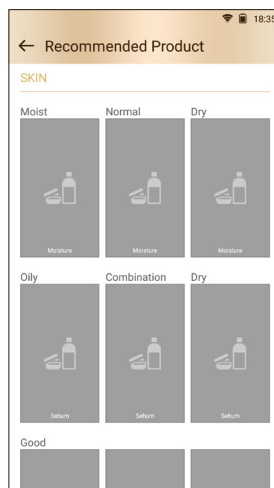 18:35
← Recommended Product
SKIN
Moist Normal Dry
Moisture Moisture Moisture
Oily Combination Dry
Sebum Sebum Sebum
Good